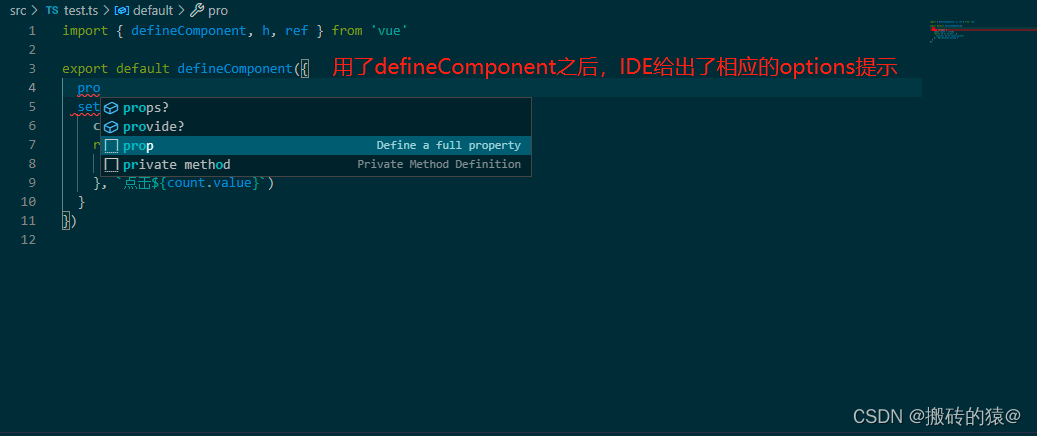 src > TS test.ts > default > pro
1 import { defineComponent, h, ref } from 'vue'
2
3 export default defineComponent({ 用了defineComponent之后，IDE给出了相应的options提示
4 pro
5 set props?
6 c provide?
7 r prop Define a full property
8 private method Private Method Definition
9 }, `点击${count.value}`)
10 }
11 })
12
CSDN @搬砖的猿@